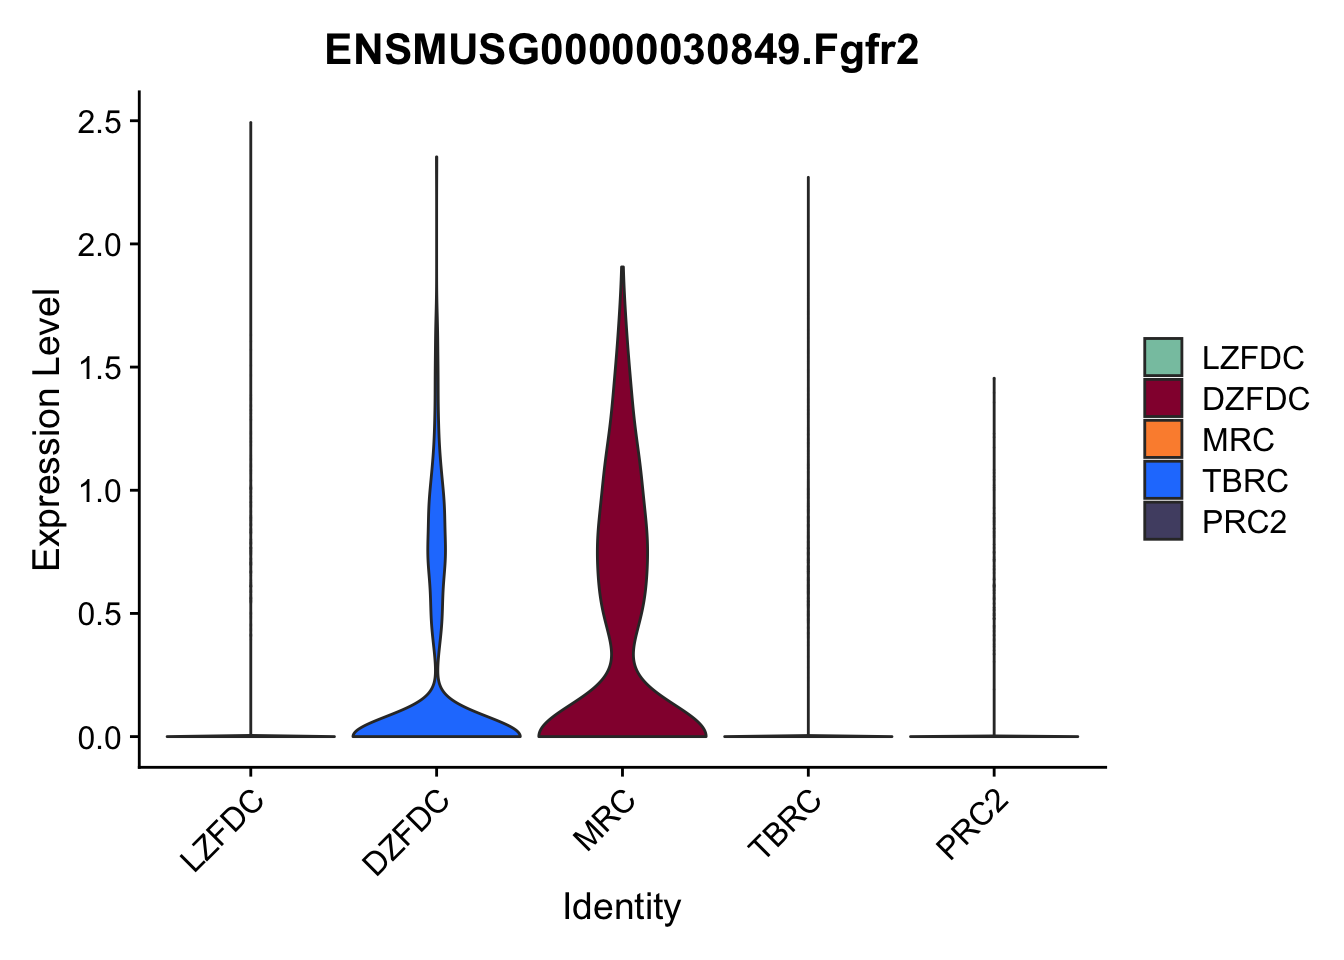 ENSMUSG00000030849.Fgfr2
Expression Level
2.5
2.0
1.5
1.0
0.5
0.0
LZFDC
DZFDC
MRC
TBRC
PRC2
Identity
LZFDC
DZFDC
MRC
TBRC
PRC2